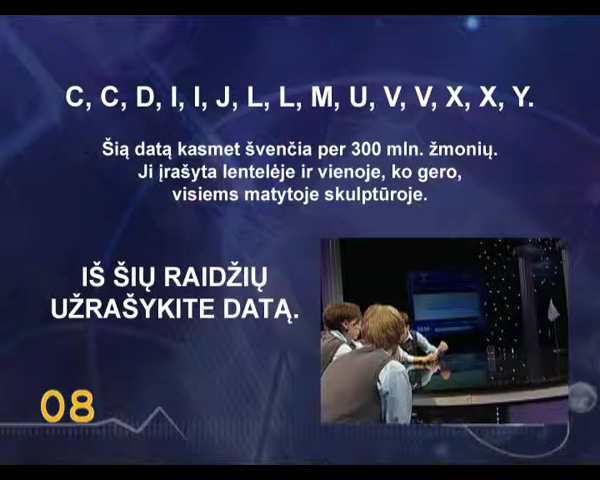 C, C, D, I, I, J, L, L, M, U, V, V, X, X, Y.
Šią datą kasmet švenčia per 300 mln. žmonių.
Ji įrašyta lentelėje ir vienoje, ko gero,
visiems matytoje skulptūroje.
IŠ ŠIŲ RAIDŽIŲ
UŽRAŠYKITE DATĄ.
08